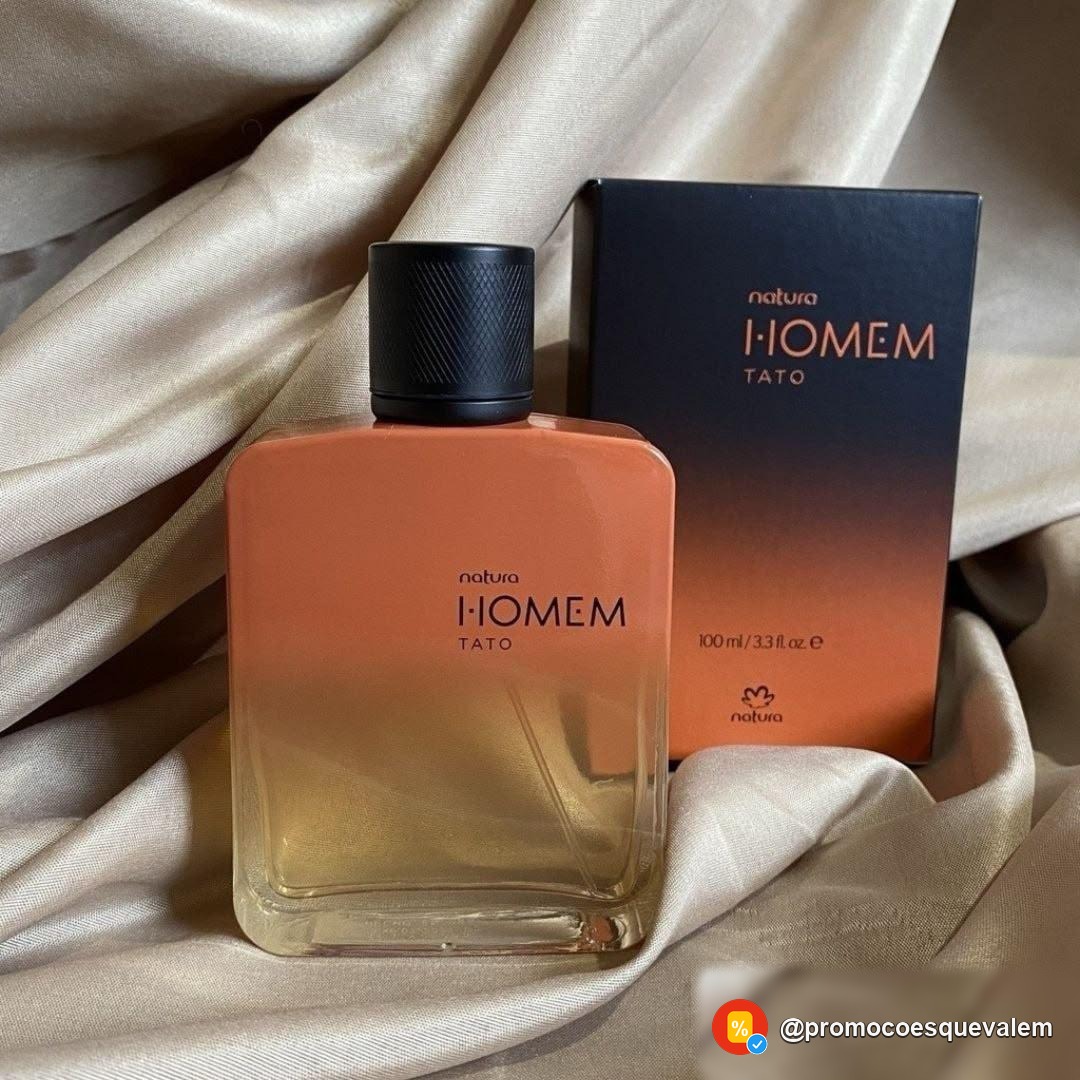 natura
HOMEM
TATO
100 ml / 3.3 fl. oz. e
natura
natura
HOMEM
TATO
%
@promocoesquevalem